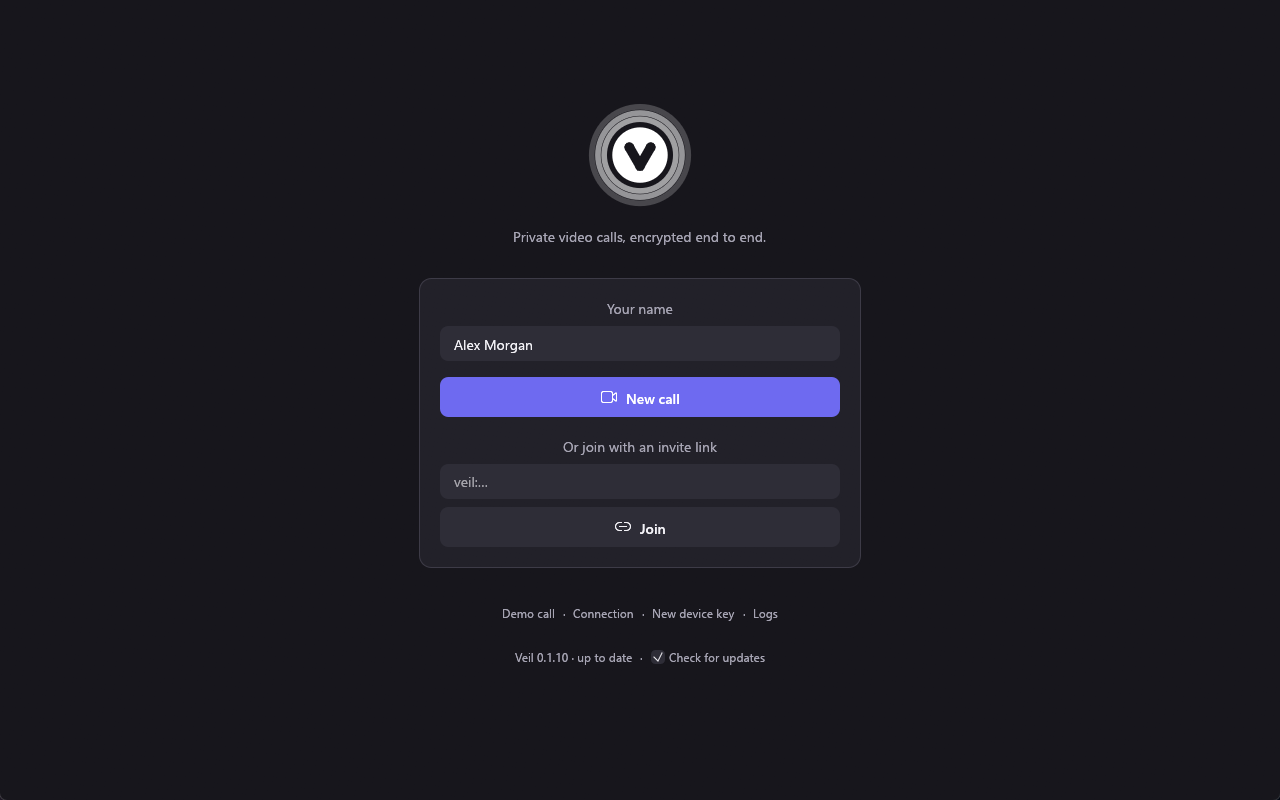 V
Private video calls, encrypted end to end.
Your name
Alex Morgan
New call
Or join with an invite link
veil:...
Join
Demo call · Connection · New device key · Logs
Veil 0.1.10 · up to date · Check for updates